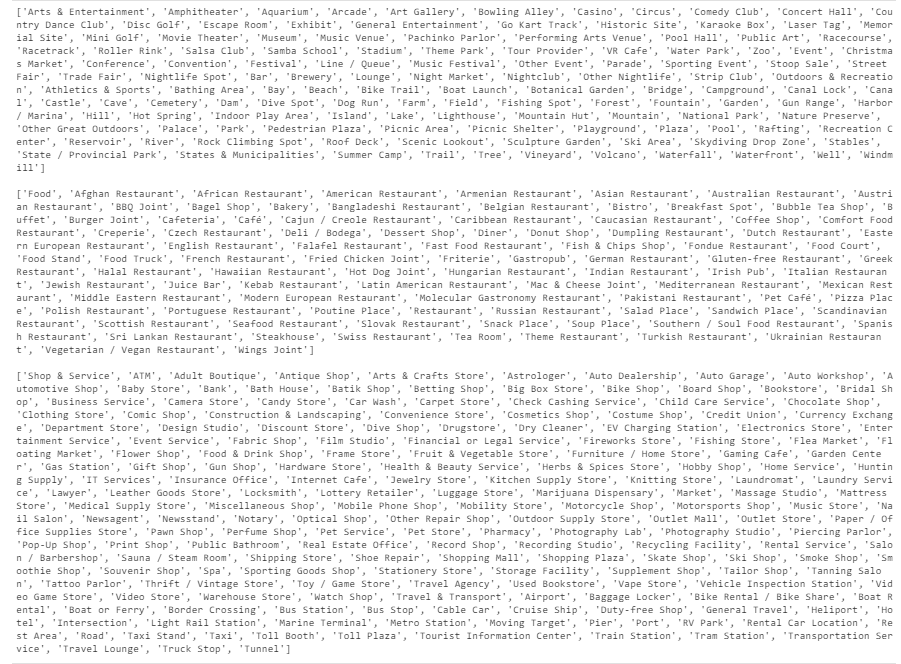 ['Arts & Entertainment', 'Amphitheater', 'Aquarium', 'Arcade', 'Art Gallery', 'Bowling Alley', 'Casino', 'Circus', 'Comedy Club', 'Concert Hall', 'Cou
ntry Dance Club', 'Disc Golf', 'Escape Room', 'Exhibit', 'General Entertainment', 'Go Kart Track', 'Historic Site', 'Karaoke Box', 'Laser Tag', 'Memor
ial Site', 'Mini Golf', 'Movie Theater', 'Museum', 'Music Venue', 'Pachinko Parlor', 'Performing Arts Venue', 'Pool Hall', 'Public Art', 'Racecourse',
'Racetrack', 'Roller Rink', 'Salsa Club', 'Samba School', 'Stadium', 'Theme Park', 'Tour Provider', 'VR Cafe', 'Water Park', 'Zoo', 'Event', 'Christma
s Market', 'Conference', 'Convention', 'Festival', 'Line / Queue', 'Music Festival', 'Other Event', 'Parade', 'Sporting Event', 'Stoop Sale', 'Street
Fair', 'Trade Fair', 'Nightlife Spot', 'Bar', 'Brewery', 'Lounge', 'Night Market', 'Nightclub', 'Other Nightlife', 'Strip Club', 'Outdoors & Recreatio
n', 'Athletics & Sports', 'Bathing Area', 'Bay', 'Beach', 'Bike Trail', 'Boat Launch', 'Botanical Garden', 'Bridge', 'Campground', 'Canal Lock', 'Cana
l', 'Castle', 'Cave', 'Cemetery', 'Dam', 'Dive Spot', 'Dog Run', 'Farm', 'Field', 'Fishing Spot', 'Forest', 'Fountain', 'Garden', 'Gun Range', 'Harbor
/ Marina', 'Hill', 'Hot Spring', 'Indoor Play Area', 'Island', 'Lake', 'Lighthouse', 'Mountain Hut', 'Mountain', 'National Park', 'Nature Preserve',
'Other Great Outdoors', 'Palace', 'Park', 'Pedestrian Plaza', 'Picnic Area', 'Picnic Shelter', 'Playground', 'Plaza', 'Pool', 'Rafting', 'Recreation C
enter', 'Reservoir', 'River', 'Rock Climbing Spot', 'Roof Deck', 'Scenic Lookout', 'Sculpture Garden', 'Ski Area', 'Skydiving Drop Zone', 'Stables',
'State / Provincial Park', 'States & Municipalities', 'Summer Camp', 'Trail', 'Tree', 'Vineyard', 'Volcano', 'Waterfall', 'Waterfront', 'Well', 'Windm
ill']
['Food', 'Afghan Restaurant', 'African Restaurant', 'American Restaurant', 'Armenian Restaurant', 'Asian Restaurant', 'Australian Restaurant', 'Austri
an Restaurant', 'BBQ Joint', 'Bagel Shop', 'Bakery', 'Bangladeshi Restaurant', 'Belgian Restaurant', 'Bistro', 'Breakfast Spot', 'Bubble Tea Shop', 'B
uffet', 'Burger Joint', 'Cafeteria', 'Café', 'Cajun / Creole Restaurant', 'Caribbean Restaurant', 'Caucasian Restaurant', 'Coffee Shop', 'Comfort Food
Restaurant', 'Creperie', 'Czech Restaurant', 'Deli / Bodega', 'Dessert Shop', 'Diner', 'Donut Shop', 'Dumpling Restaurant', 'Dutch Restaurant', 'Easte
rn European Restaurant', 'English Restaurant', 'Falafel Restaurant', 'Fast Food Restaurant', 'Fish & Chips Shop', 'Fondue Restaurant', 'Food Court',
'Food Stand', 'Food Truck', 'French Restaurant', 'Fried Chicken Joint', 'Friterie', 'Gastropub', 'German Restaurant', 'Gluten-free Restaurant', 'Greek
Restaurant', 'Halal Restaurant', 'Hawaiian Restaurant', 'Hot Dog Joint', 'Hungarian Restaurant', 'Indian Restaurant', 'Irish Pub', 'Italian Restauran
t', 'Jewish Restaurant', 'Juice Bar', 'Kebab Restaurant', 'Latin American Restaurant', 'Mac & Cheese Joint', 'Mediterranean Restaurant', 'Mexican Rest
aurant', 'Middle Eastern Restaurant', 'Modern European Restaurant', 'Molecular Gastronomy Restaurant', 'Pakistani Restaurant', 'Pet Café', 'Pizza Plac
e', 'Polish Restaurant', 'Portuguese Restaurant', 'Poutine Place', 'Restaurant', 'Russian Restaurant', 'Salad Place', 'Sandwich Place', 'Scandinavian
Restaurant', 'Scottish Restaurant', 'Seafood Restaurant', 'Slovak Restaurant', 'Snack Place', 'Soup Place', 'Southern / Soul Food Restaurant', 'Spanis
h Restaurant', 'Sri Lankan Restaurant', 'Steakhouse', 'Swiss Restaurant', 'Tea Room', 'Theme Restaurant', 'Turkish Restaurant', 'Ukrainian Restauran
t', 'Vegetarian / Vegan Restaurant', 'Wings Joint']
['Shop & Service', 'ATM', 'Adult Boutique', 'Antique Shop', 'Arts & Crafts Store', 'Astrologer', 'Auto Dealership', 'Auto Garage', 'Auto Workshop', 'A
utomotive Shop', 'Baby Store', 'Bank', 'Bath House', 'Batik Shop', 'Betting Shop', 'Big Box Store', 'Bike Shop', 'Board Shop', 'Bookstore', 'Bridal Sh
op', 'Business Service', 'Camera Store', 'Candy Store', 'Car Wash', 'Carpet Store', 'Check Cashing Service', 'Child Care Service', 'Chocolate Shop',
'Clothing Store', 'Comic Shop', 'Construction & Landscaping', 'Convenience Store', 'Cosmetics Shop', 'Costume Shop', 'Credit Union', 'Currency Exchang
e', 'Department Store', 'Design Studio', 'Discount Store', 'Dive Shop', 'Drugstore', 'Dry Cleaner', 'EV Charging Station', 'Electronics Store', 'Enter
tainment Service', 'Event Service', 'Fabric Shop', 'Film Studio', 'Financial or Legal Service', 'Fireworks Store', 'Fishing Store', 'Flea Market', 'Fl
oating Market', 'Flower Shop', 'Food & Drink Shop', 'Frame Store', 'Fruit & Vegetable Store', 'Furniture / Home Store', 'Gaming Cafe', 'Garden Cente
r', 'Gas Station', 'Gift Shop', 'Gun Shop', 'Hardware Store', 'Health & Beauty Service', 'Herbs & Spices Store', 'Hobby Shop', 'Home Service', 'Huntin
g Supply', 'IT Services', 'Insurance Office', 'Internet Cafe', 'Jewelry Store', 'Kitchen Supply Store', 'Knitting Store', 'Laundromat', 'Laundry Servi
ce', 'Lawyer', 'Leather Goods Store', 'Locksmith', 'Lottery Retailer', 'Luggage Store', 'Marijuana Dispensary', 'Market', 'Massage Studio', 'Mattress
Store', 'Medical Supply Store', 'Miscellaneous Shop', 'Mobile Phone Shop', 'Mobility Store', 'Motorcycle Shop', 'Motorsports Shop', 'Music Store', 'Na
il Salon', 'Newsagent', 'Newsstand', 'Notary', 'Optical Shop', 'Other Repair Shop', 'Outdoor Supply Store', 'Outlet Mall', 'Outlet Store', 'Paper / Of
fice Supplies Store', 'Pawn Shop', 'Perfume Shop', 'Pet Service', 'Pet Store', 'Pharmacy', 'Photography Lab', 'Photography Studio', 'Piercing Parlor',
'Pop-Up Shop', 'Print Shop', 'Public Bathroom', 'Real Estate Office', 'Record Shop', 'Recording Studio', 'Recycling Facility', 'Rental Service', 'Salo
n / Barbershop', 'Sauna / Steam Room', 'Shipping Store', 'Shoe Repair', 'Shopping Mall', 'Shopping Plaza', 'Skate Shop', 'Ski Shop', 'Smoke Shop', 'Sm
oothie Shop', 'Souvenir Shop', 'Spa', 'Sporting Goods Shop', 'Stationery Store', 'Storage Facility', 'Supplement Shop', 'Tailor Shop', 'Tanning Salo
n', 'Tattoo Parlor', 'Thrift / Vintage Store', 'Toy / Game Store', 'Travel Agency', 'Used Bookstore', 'Vape Store', 'Vehicle Inspection Station', 'Vid
eo Game Store', 'Video Store', 'Warehouse Store', 'Watch Shop', 'Travel & Transport', 'Airport', 'Baggage Locker', 'Bike Rental / Bike Share', 'Boat R
ental', 'Boat or Ferry', 'Border Crossing', 'Bus Station', 'Bus Stop', 'Cable Car', 'Cruise Ship', 'Duty-free Shop', 'General Travel', 'Heliport', 'Ho
tel', 'Intersection', 'Light Rail Station', 'Marine Terminal', 'Metro Station', 'Moving Target', 'Pier', 'Port', 'RV Park', 'Rental Car Location', 'Re
st Area', 'Road', 'Taxi Stand', 'Taxi', 'Toll Booth', 'Toll Plaza', 'Tourist Information Center', 'Train Station', 'Tram Station', 'Transportation Ser
vice', 'Travel Lounge', 'Truck Stop', 'Tunnel']